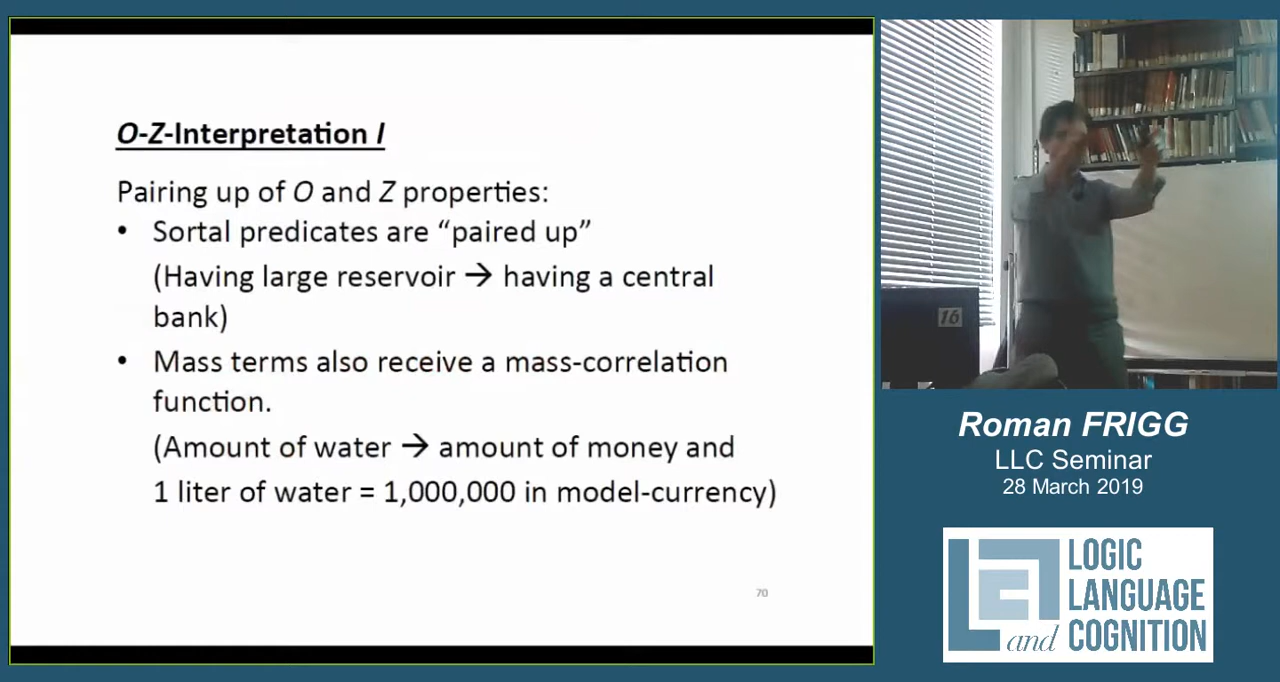 O-Z-Interpretation I
Pairing up of O and Z properties:
• Sortal predicates are “paired up”
(Having large reservoir → having a central
bank)
• Mass terms also receive a mass-correlation
function.
(Amount of water → amount of money and
1 liter of water = 1,000,000 in model-currency)
70
16
Roman FRIGG
LLC Seminar
28 March 2019
LOGIC
LANGUAGE
and COGNITION